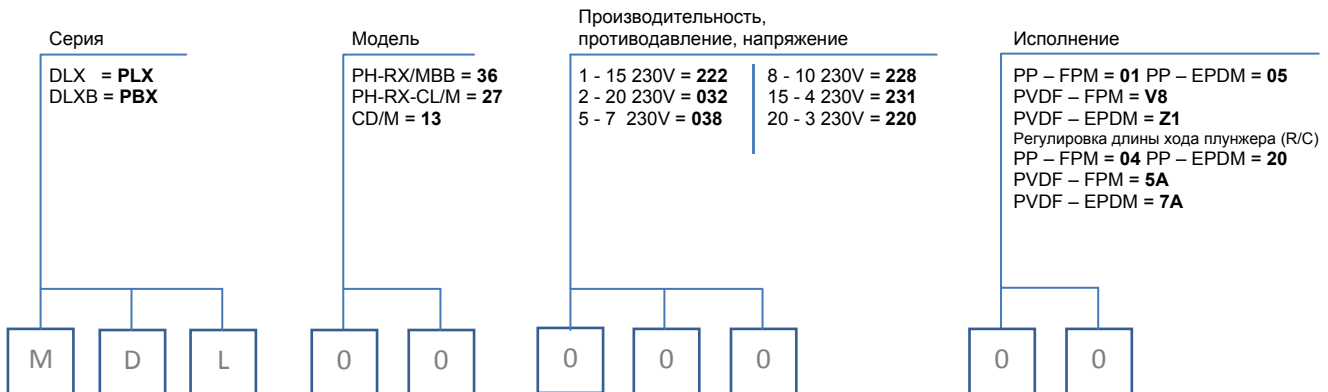 Серия
DLX = PLX
DLXB = PBX
Модель
PH-RX/MBB = 36
PH-RX-CL/M = 27
CD/M = 13
Производительность,
противодавление, напряжение
1 - 15 230V = 222
2 - 20 230V = 032
5 - 7 230V = 038
8 - 10 230V = 228
15 - 4 230V = 231
20 - 3 230V = 220
Исполнение
PP – FPM = 01 PP – EPDM = 05
PVDF – FPM = V8
PVDF – EPDM = Z1
Регулировка длины хода плунжера (R/C)
PP – FPM = 04 PP – EPDM = 20
PVDF – FPM = 5A
PVDF – EPDM = 7A
M D L 0 0 0 0 0 0 0